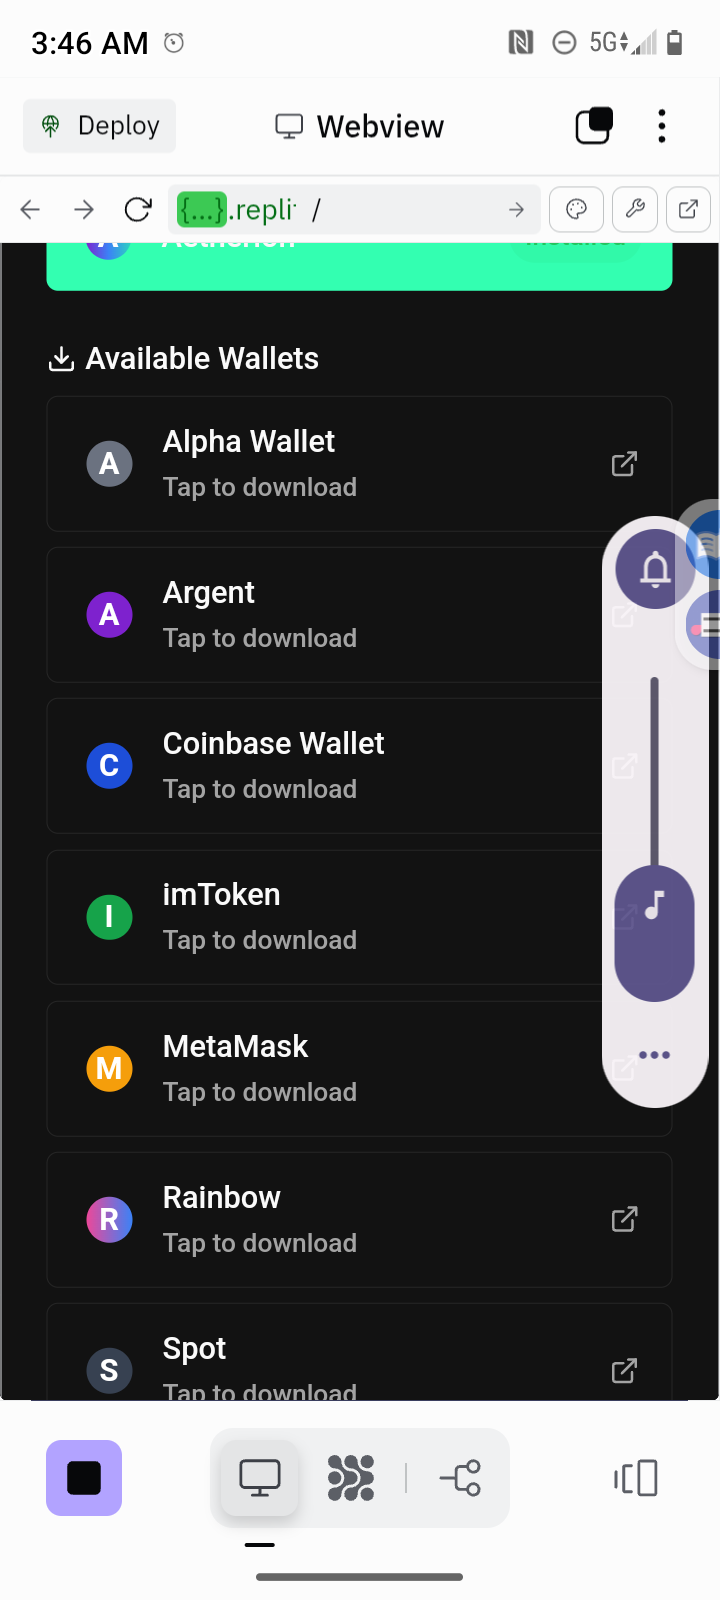 3:46 AM
5G
Deploy
Webview
{...}.repli /
Aetheron
Installed
Available Wallets
A
Alpha Wallet
Tap to download
A
Argent
Tap to download
C
Coinbase Wallet
Tap to download
I
imToken
Tap to download
M
MetaMask
Tap to download
R
Rainbow
Tap to download
S
Spot
Tap to download